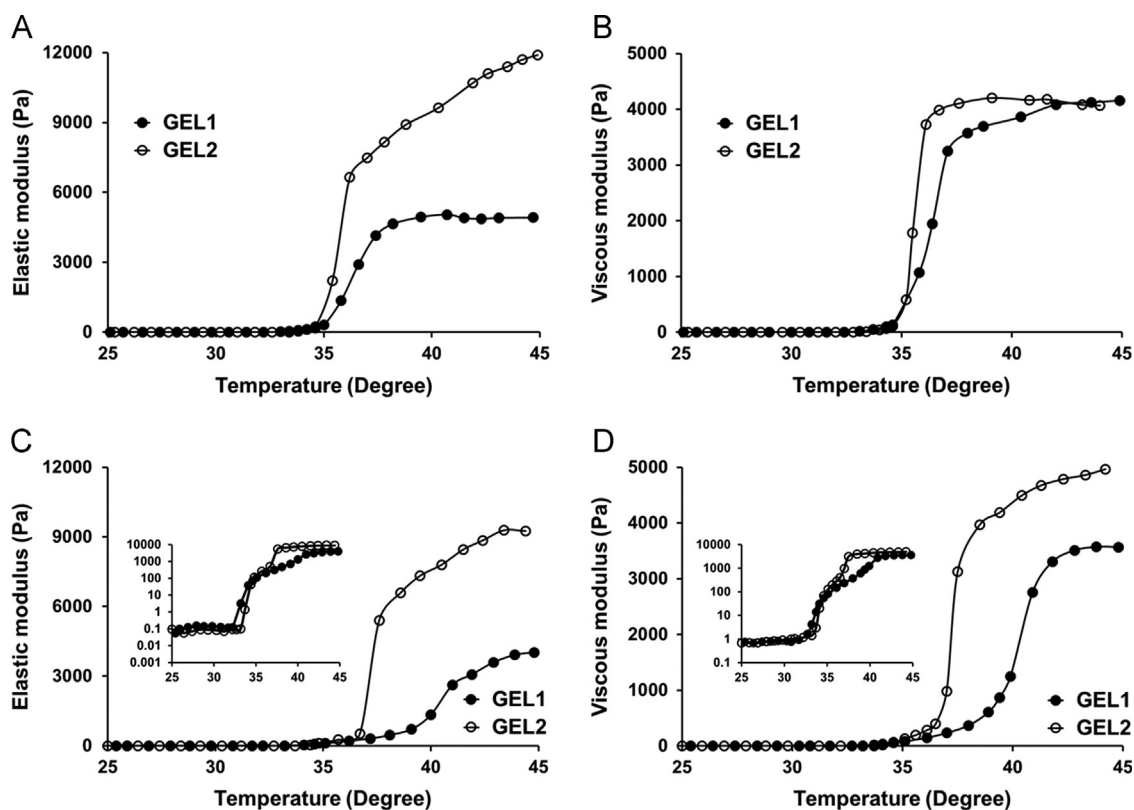 A
Elastic modulus (Pa)
12000
9000
6000
3000
0
GEL1
GEL2
25 30 35 40 45
Temperature (Degree)
B
Viscous modulus (Pa)
5000
4000
3000
2000
1000
0
GEL1
GEL2
25 30 35 40 45
Temperature (Degree)
C
Elastic modulus (Pa)
12000
9000
6000
3000
0
10000
1000
100
10
1
0.1
0.01
0.001
25 30 35 40 45
GEL1
GEL2
25 30 35 40 45
Temperature (Degree)
D
Viscous modulus (Pa)
5000
4000
3000
2000
1000
0
10000
1000
100
10
1
0.1
25 30 35 40 45
GEL1
GEL2
25 30 35 40 45
Temperature (Degree)